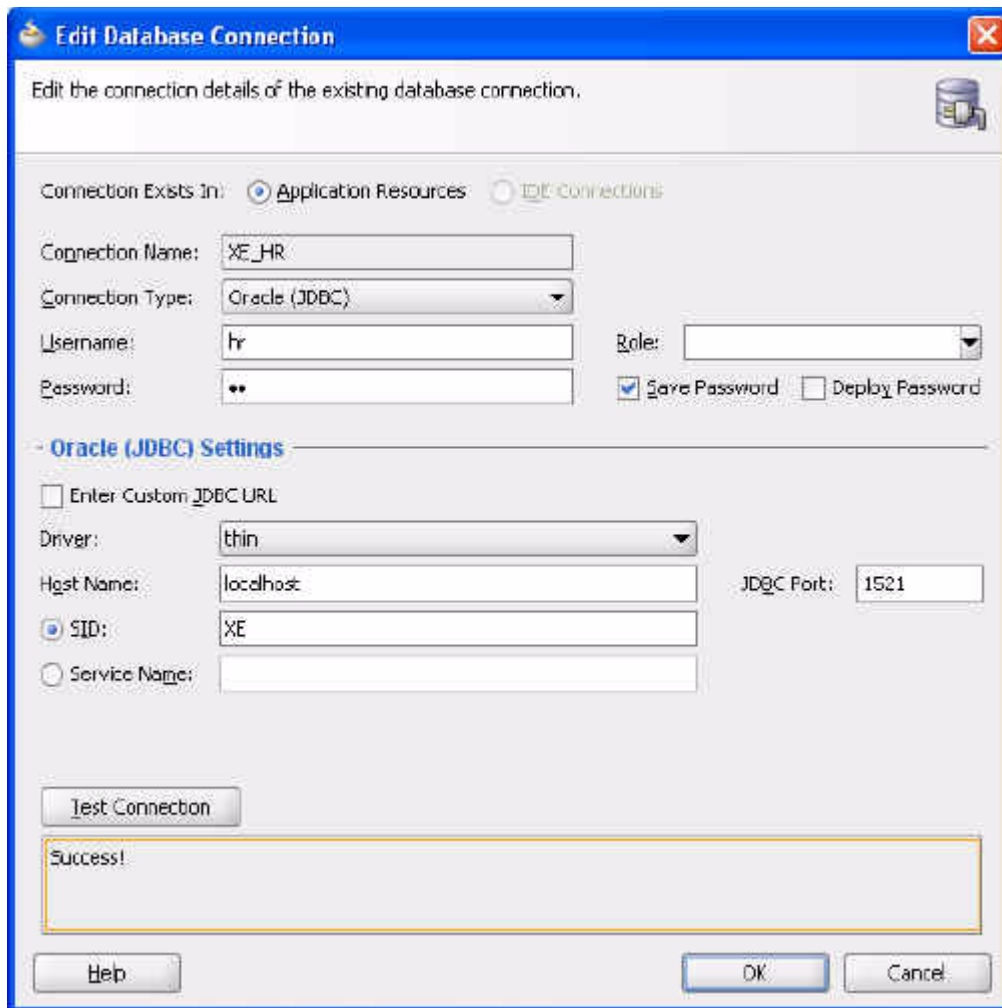 Edit Database Connection
Edit the connection details of the existing database connection.
Connection Exists In: Application Resources IDE Connections
Connection Name: XE_HR
Connection Type: Oracle (JDBC)
Username: hr Role:
Password: •• Save Password Deploy Password
- Oracle (JDBC) Settings
Enter Custom JDBC URL
Driver: thin
Host Name: localhost JDBC Port: 1521
SID: XE
Service Name:
Test Connection
Success!
Help OK Cancel